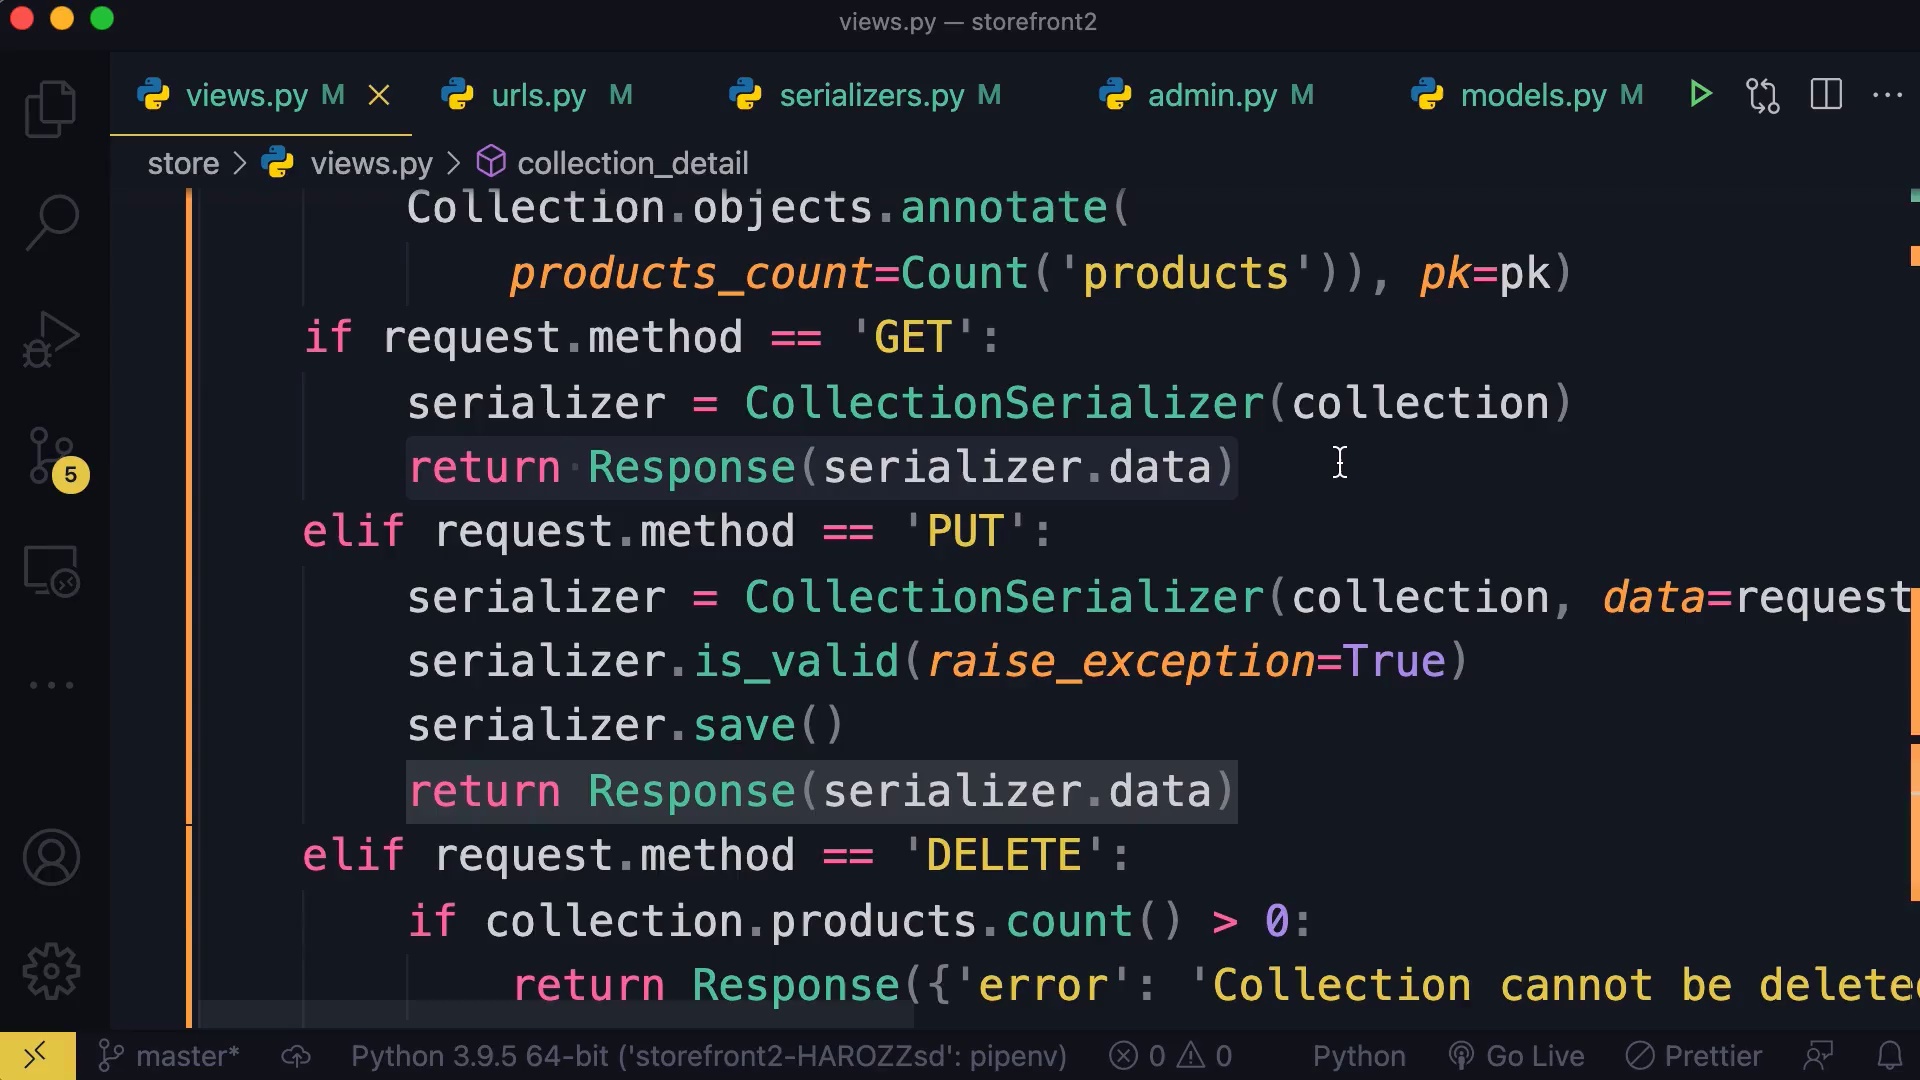 views.py — storefront2
views.py M urls.py M serializers.py M admin.py M models.py M
store > views.py > collection_detail
Collection.objects.annotate(
products_count=Count('products')), pk=pk)
if request.method == 'GET':
serializer = CollectionSerializer(collection)
return Response(serializer.data)
elif request.method == 'PUT':
serializer = CollectionSerializer(collection, data=request
serializer.is_valid(raise_exception=True)
serializer.save()
return Response(serializer.data)
elif request.method == 'DELETE':
if collection.products.count() > 0:
return Response({'error': 'Collection cannot be delete
5
master* Python 3.9.5 64-bit ('storefront2-HAROZZsd': pipenv) 0 0 Python Go Live Prettier